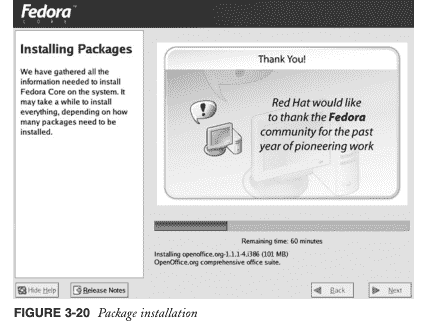 Fedora
CORE
Installing Packages
We have gathered all the
information needed to install
Fedora Core on the system. It
may take a while to install
everything, depending on how
many packages need to be
installed.
Thank You!
Red Hat would like
to thank the Fedora
community for the past
year of pioneering work
Remaining time: 60 minutes
Installing openoffice.org-1.1.1-4.i386 (101 MB)
OpenOffice.org comprehensive office suite.
Hide Help
Release Notes
Back
Next
FIGURE 3-20 Package installation